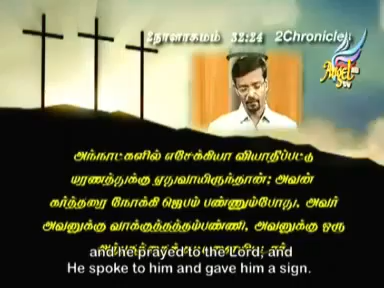 2நாளாகமம் 32:24 2Chronicle
Angel
TV
அந்நாட்களில் எசேக்கியா வியாதிப்பட்டு
மரணத்துக்கு ஏதுவாயிருந்தான்; அவன்
கர்த்தரை நோக்கி ஜெபம் பண்ணும்போது, அவர்
அவனுக்கு வாக்குத்தத்தம்பண்ணி, அவனுக்கு ஒரு
and he prayed to the Lord; and
He spoke to him and gave him a sign.